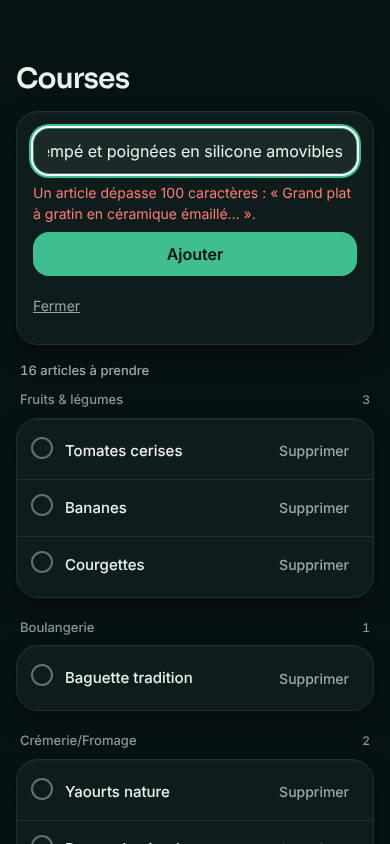 Courses
empé et poignées en silicone amovibles
Un article dépasse 100 caractères : « Grand plat
à gratin en céramique émaillé… ».
Ajouter
Fermer
16 articles à prendre
Fruits & légumes 3
Tomates cerises Supprimer
Bananes Supprimer
Courgettes Supprimer
Boulangerie 1
Baguette tradition Supprimer
Crémerie/Fromage 2
Yaourts nature Supprimer